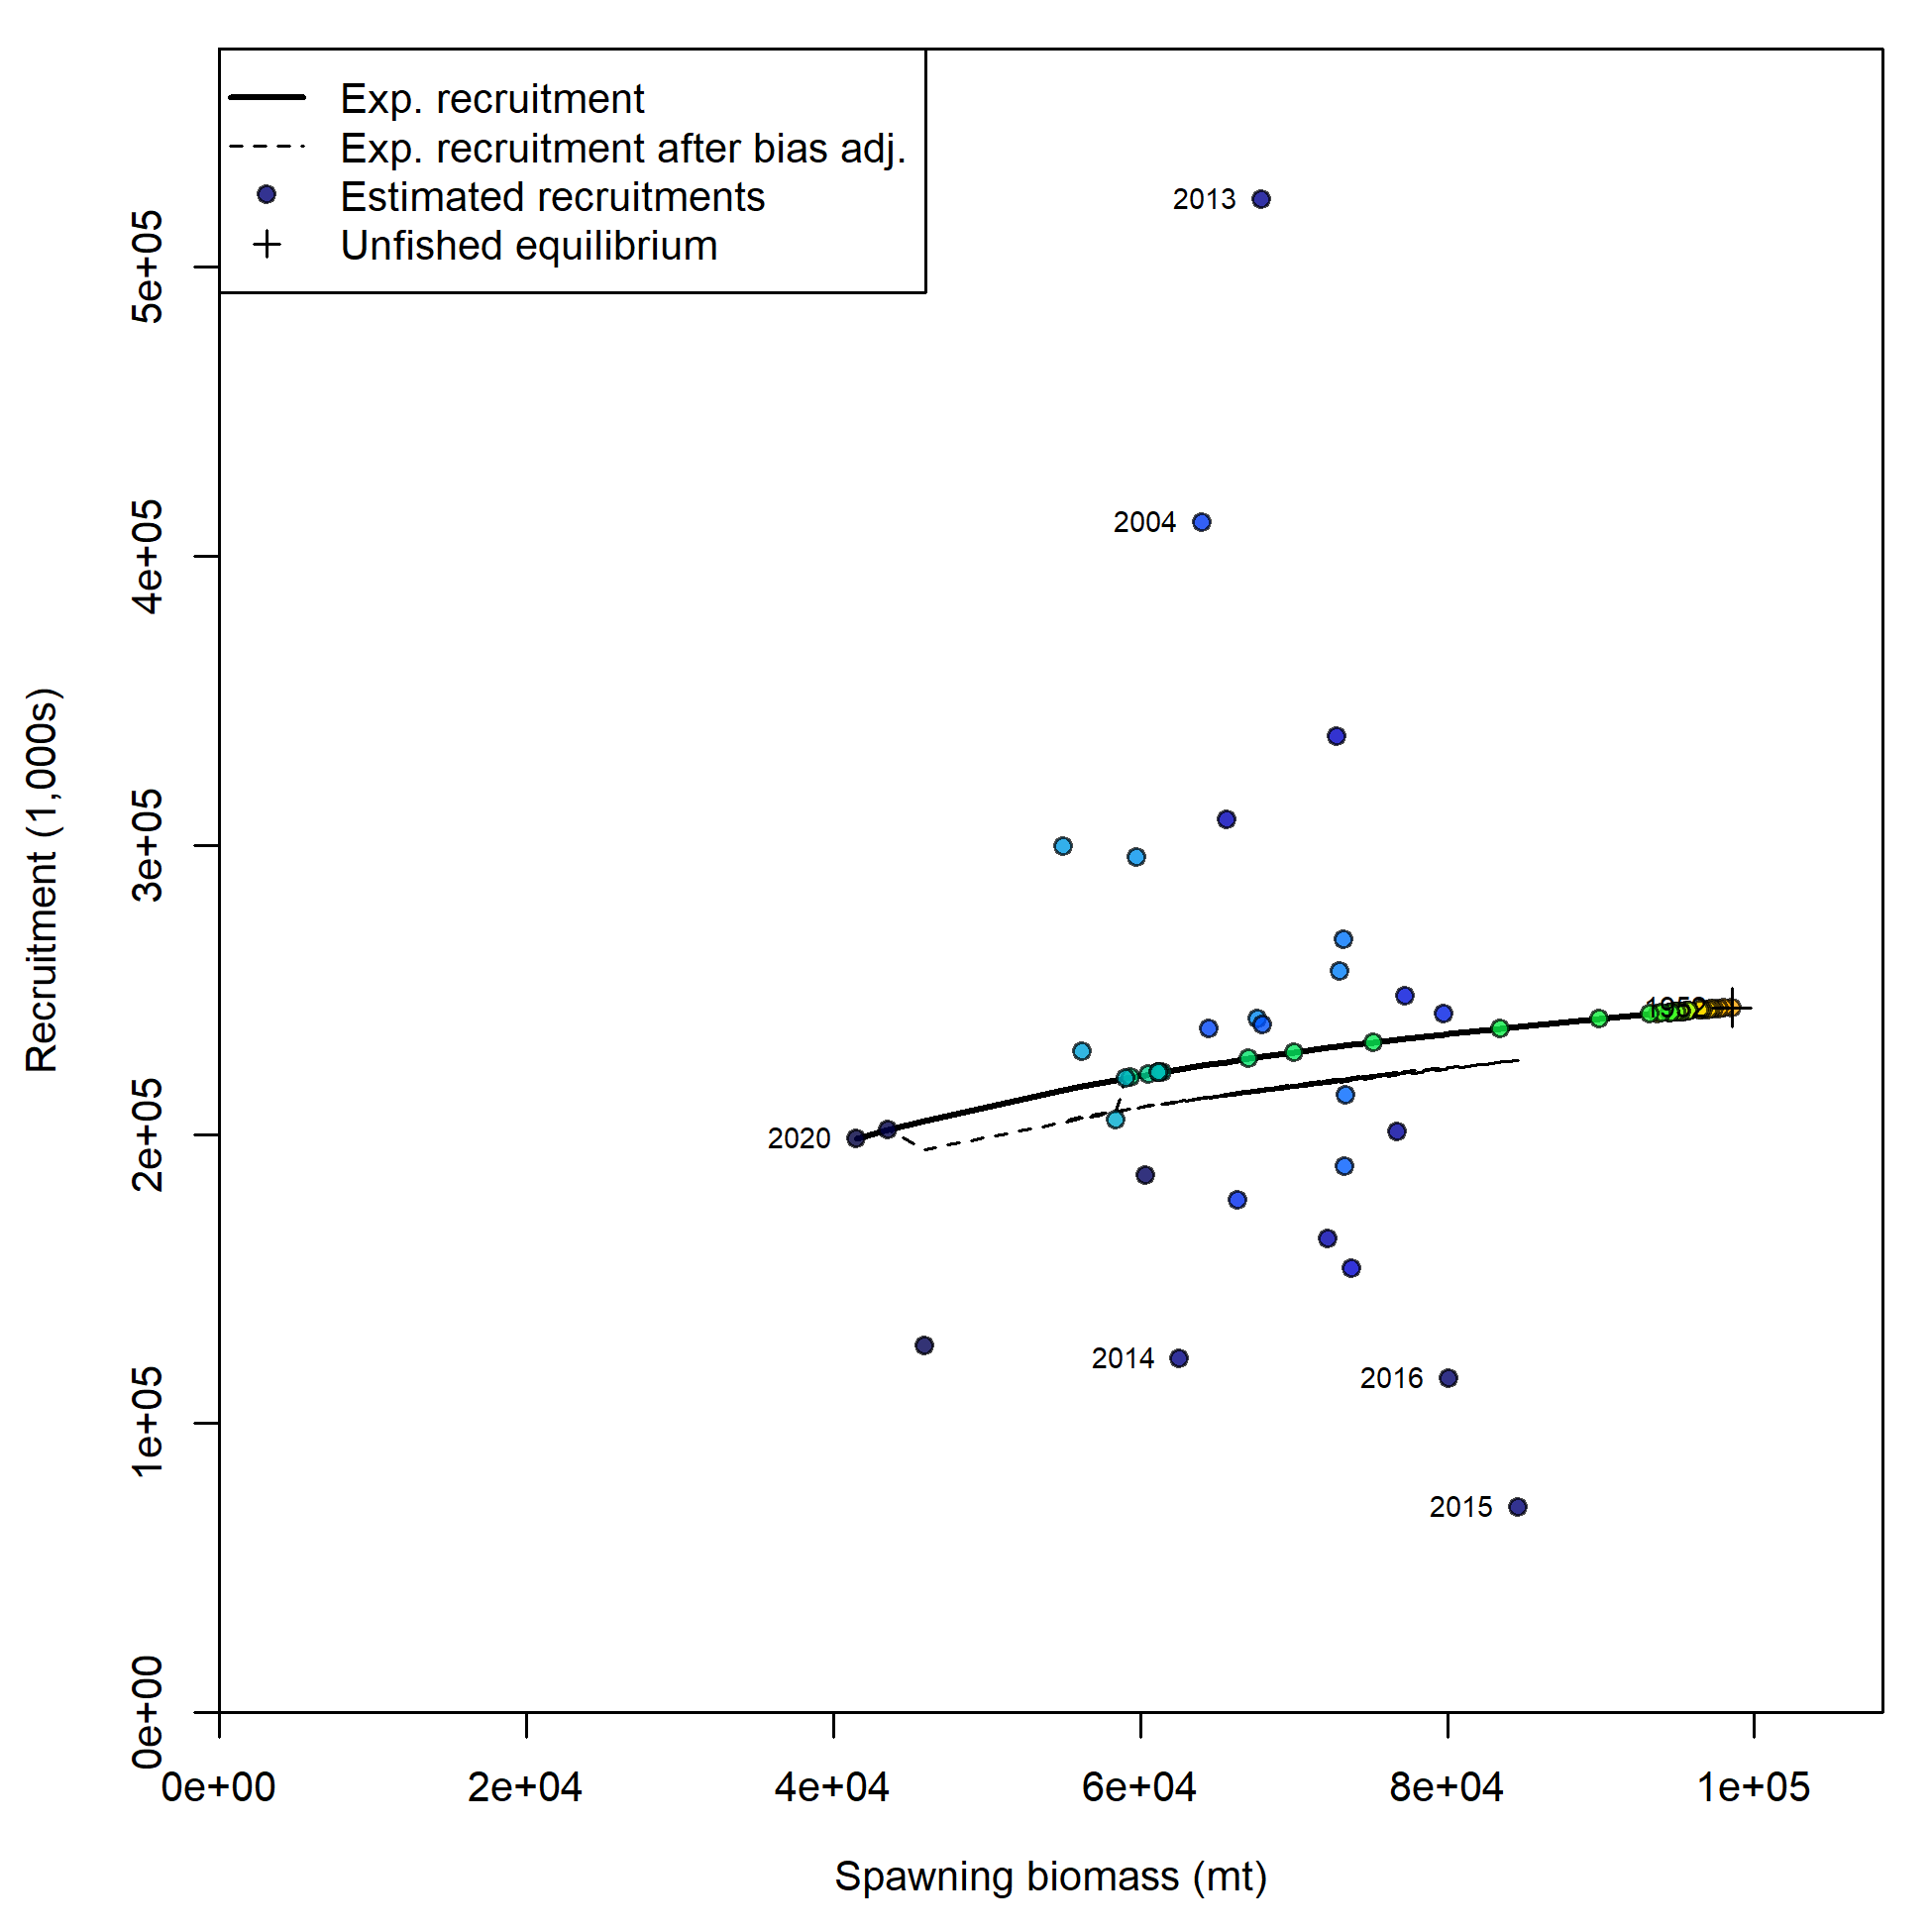 Exp. recruitment
Exp. recruitment after bias adj.
Estimated recruitments
Unfished equilibrium
2013
2004
2020
2014
2016
2015
Recruitment (1,000s)
5e+05
4e+05
3e+05
2e+05
1e+05
0e+00
0e+00 2e+04 4e+04 6e+04 8e+04 1e+05
Spawning biomass (mt)